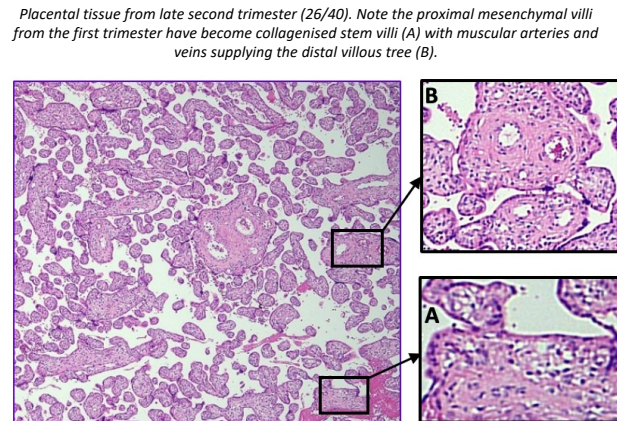 Placental tissue from late second trimester (26/40). Note the proximal mesenchymal villi
from the first trimester have become collagenised stem villi (A) with muscular arteries and
veins supplying the distal villous tree (B).
B
A